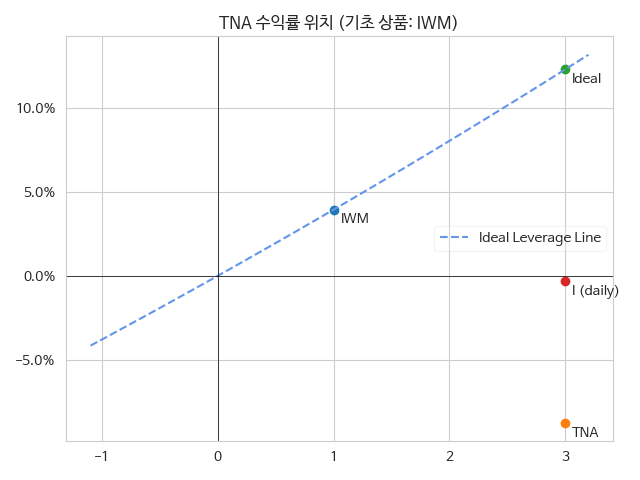 TNA 수익률 위치 (기초 상품: IWM)
10.0%
5.0%
0.0%
−5.0%
Ideal
IWM
Ideal Leverage Line
I (daily)
TNA
−1
0
1
2
3